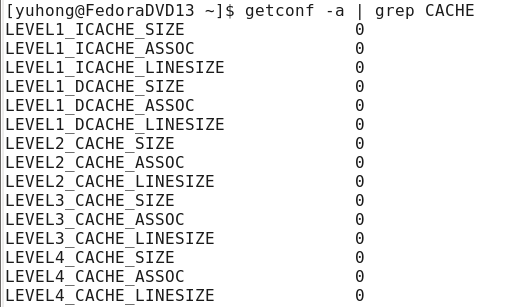 [yuhong@FedoraDVD13 ~]$ getconf -a | grep CACHE
LEVEL1_ICACHE_SIZE                 0
LEVEL1_ICACHE_ASSOC                0
LEVEL1_ICACHE_LINESIZE             0
LEVEL1_DCACHE_SIZE                 0
LEVEL1_DCACHE_ASSOC                0
LEVEL1_DCACHE_LINESIZE             0
LEVEL2_CACHE_SIZE                  0
LEVEL2_CACHE_ASSOC                 0
LEVEL2_CACHE_LINESIZE              0
LEVEL3_CACHE_SIZE                  0
LEVEL3_CACHE_ASSOC                 0
LEVEL3_CACHE_LINESIZE              0
LEVEL4_CACHE_SIZE                  0
LEVEL4_CACHE_ASSOC                 0
LEVEL4_CACHE_LINESIZE              0